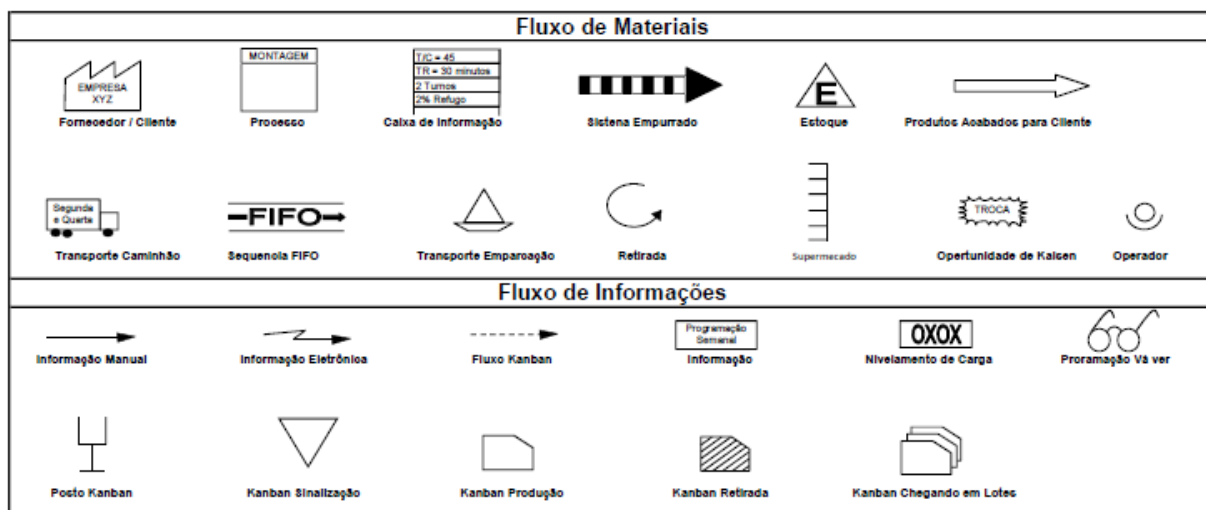 Fluxo de Materiais
EMPRESA
XYZ
Fornecedor / Cliente
MONTAGEM
Processo
T/C = 45
TR = 30 minutos
2 Turnos
2% Refugo
Caixa de Informação
Sistena Empurrado
E
Estoque
Produtos Acabados para Cliente
Segunda
e Quarta
Transporte Caminhão
FIFO
Sequencia FIFO
Transporte Emparoação
Retirada
Supermecado
TROCA
Opertunidade de Kaisen
Operador
Fluxo de Informações
Informação Manual
Informação Eletrônica
Fluxo Kanban
Programação
Semanal
Informação
OXOX
Nivelamento de Carga
Proramação Vá ver
Posto Kanban
Kanban Sinalização
Kanban Produção
Kanban Retirada
Kanban Chegando em Lotes